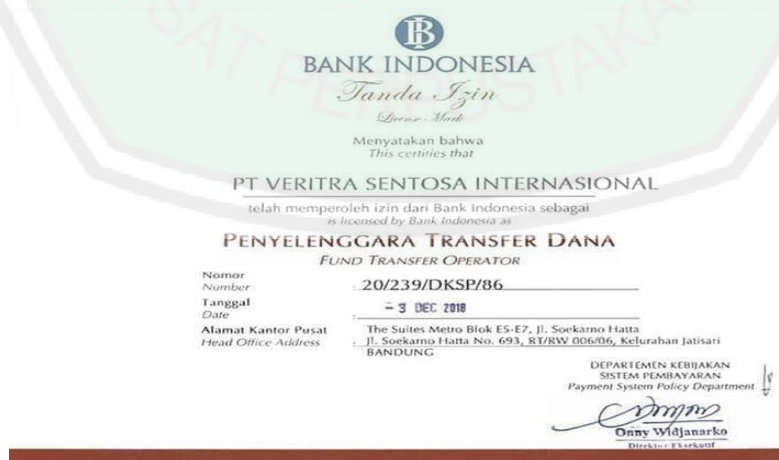 SAT PERPUSTAKA
BANK INDONESIA
Tanda Izin
License Mark
Menyatakan bahwa
This certifies that
PT VERITRA SENTOSA INTERNASIONAL
telah memperoleh izin dari Bank Indonesia sebagai
is licensed by Bank Indonesia as
PENYELENGGARA TRANSFER DANA
FUND TRANSFER OPERATOR
Nomor
Number : 20/239/DKSP/86
Tanggal
Date : - 3 DEC 2018
Alamat Kantor Pusat The Suites Metro Blok E5-E7, Jl. Soekarno Hatta
Head Office Address : Jl. Soekarno Hatta No. 693, RT/RW 006/06, Kelurahan Jatisari
BANDUNG
DEPARTEMEN KEBIJAKAN
SISTEM PEMBAYARAN
Payment System Policy Department
Onny Widjanarko
Direktur Eksekutif